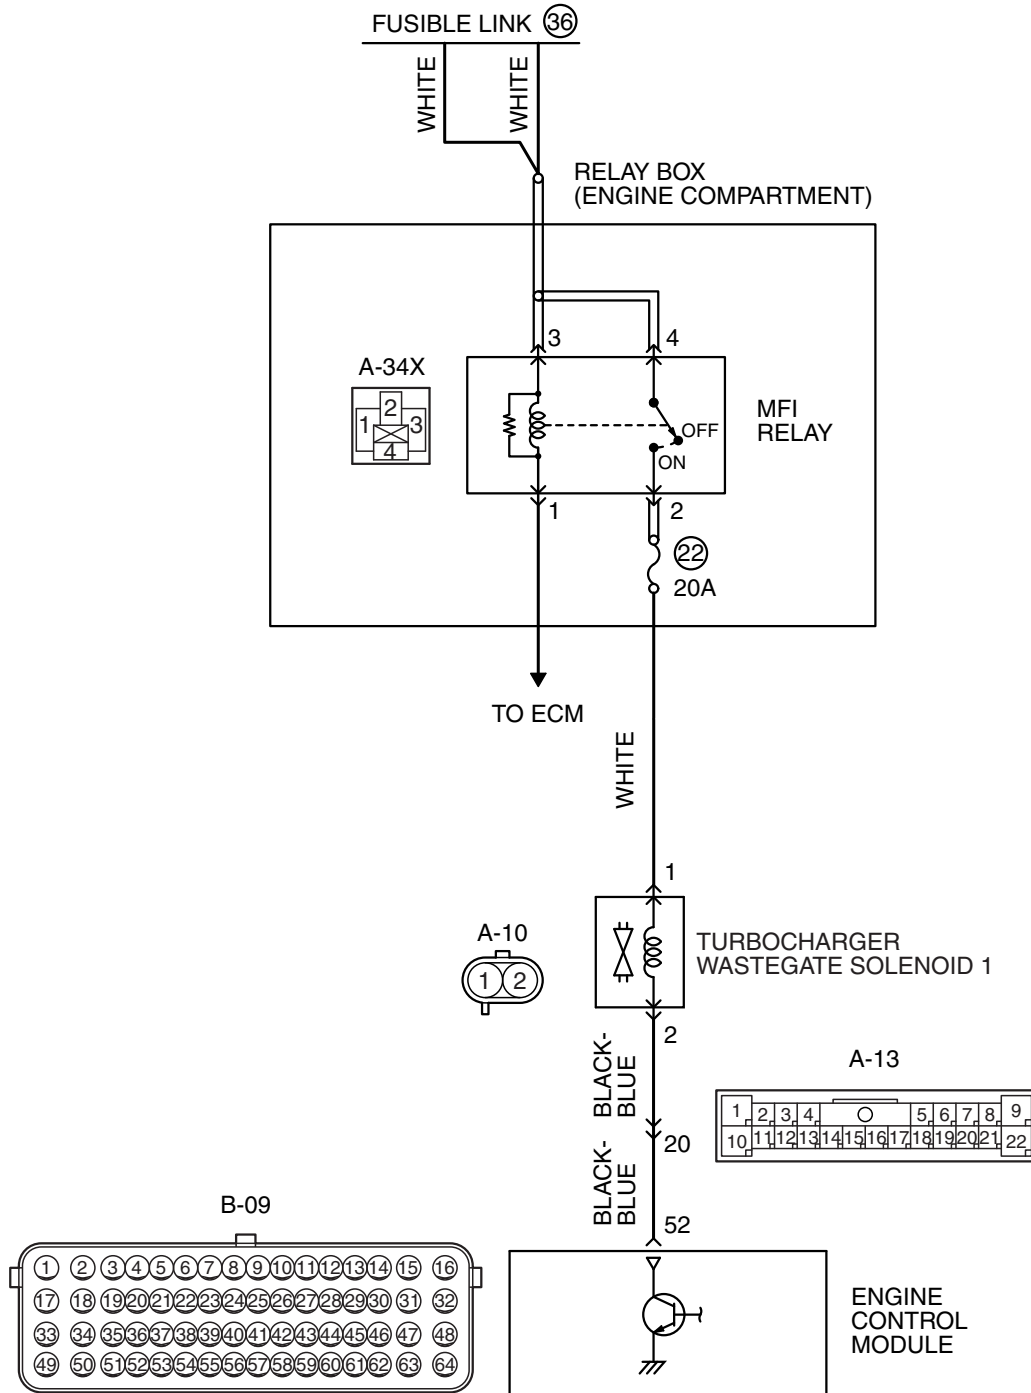 FUSIBLE LINK 36
WHITE
WHITE
RELAY BOX
(ENGINE COMPARTMENT)
3
4
A-34X
2
1
3
4
MFI
RELAY
OFF
ON
1
2
22
20A
TO ECM
WHITE
1
A-10
1 2
TURBOCHARGER
WASTEGATE SOLENOID 1
2
BLACK-
BLUE
A-13
1 2 3 4 5 6 7 8 9
10 11 12 13 14 15 16 17 18 19 20 21 22
20
BLACK-
BLUE
52
B-09
1 2 3 4 5 6 7 8 9 10 11 12 13 14 15 16
17 18 19 20 21 22 23 24 25 26 27 28 29 30 31 32
33 34 35 36 37 38 39 40 41 42 43 44 45 46 47 48
49 50 51 52 53 54 55 56 57 58 59 60 61 62 63 64
ENGINE
CONTROL
MODULE